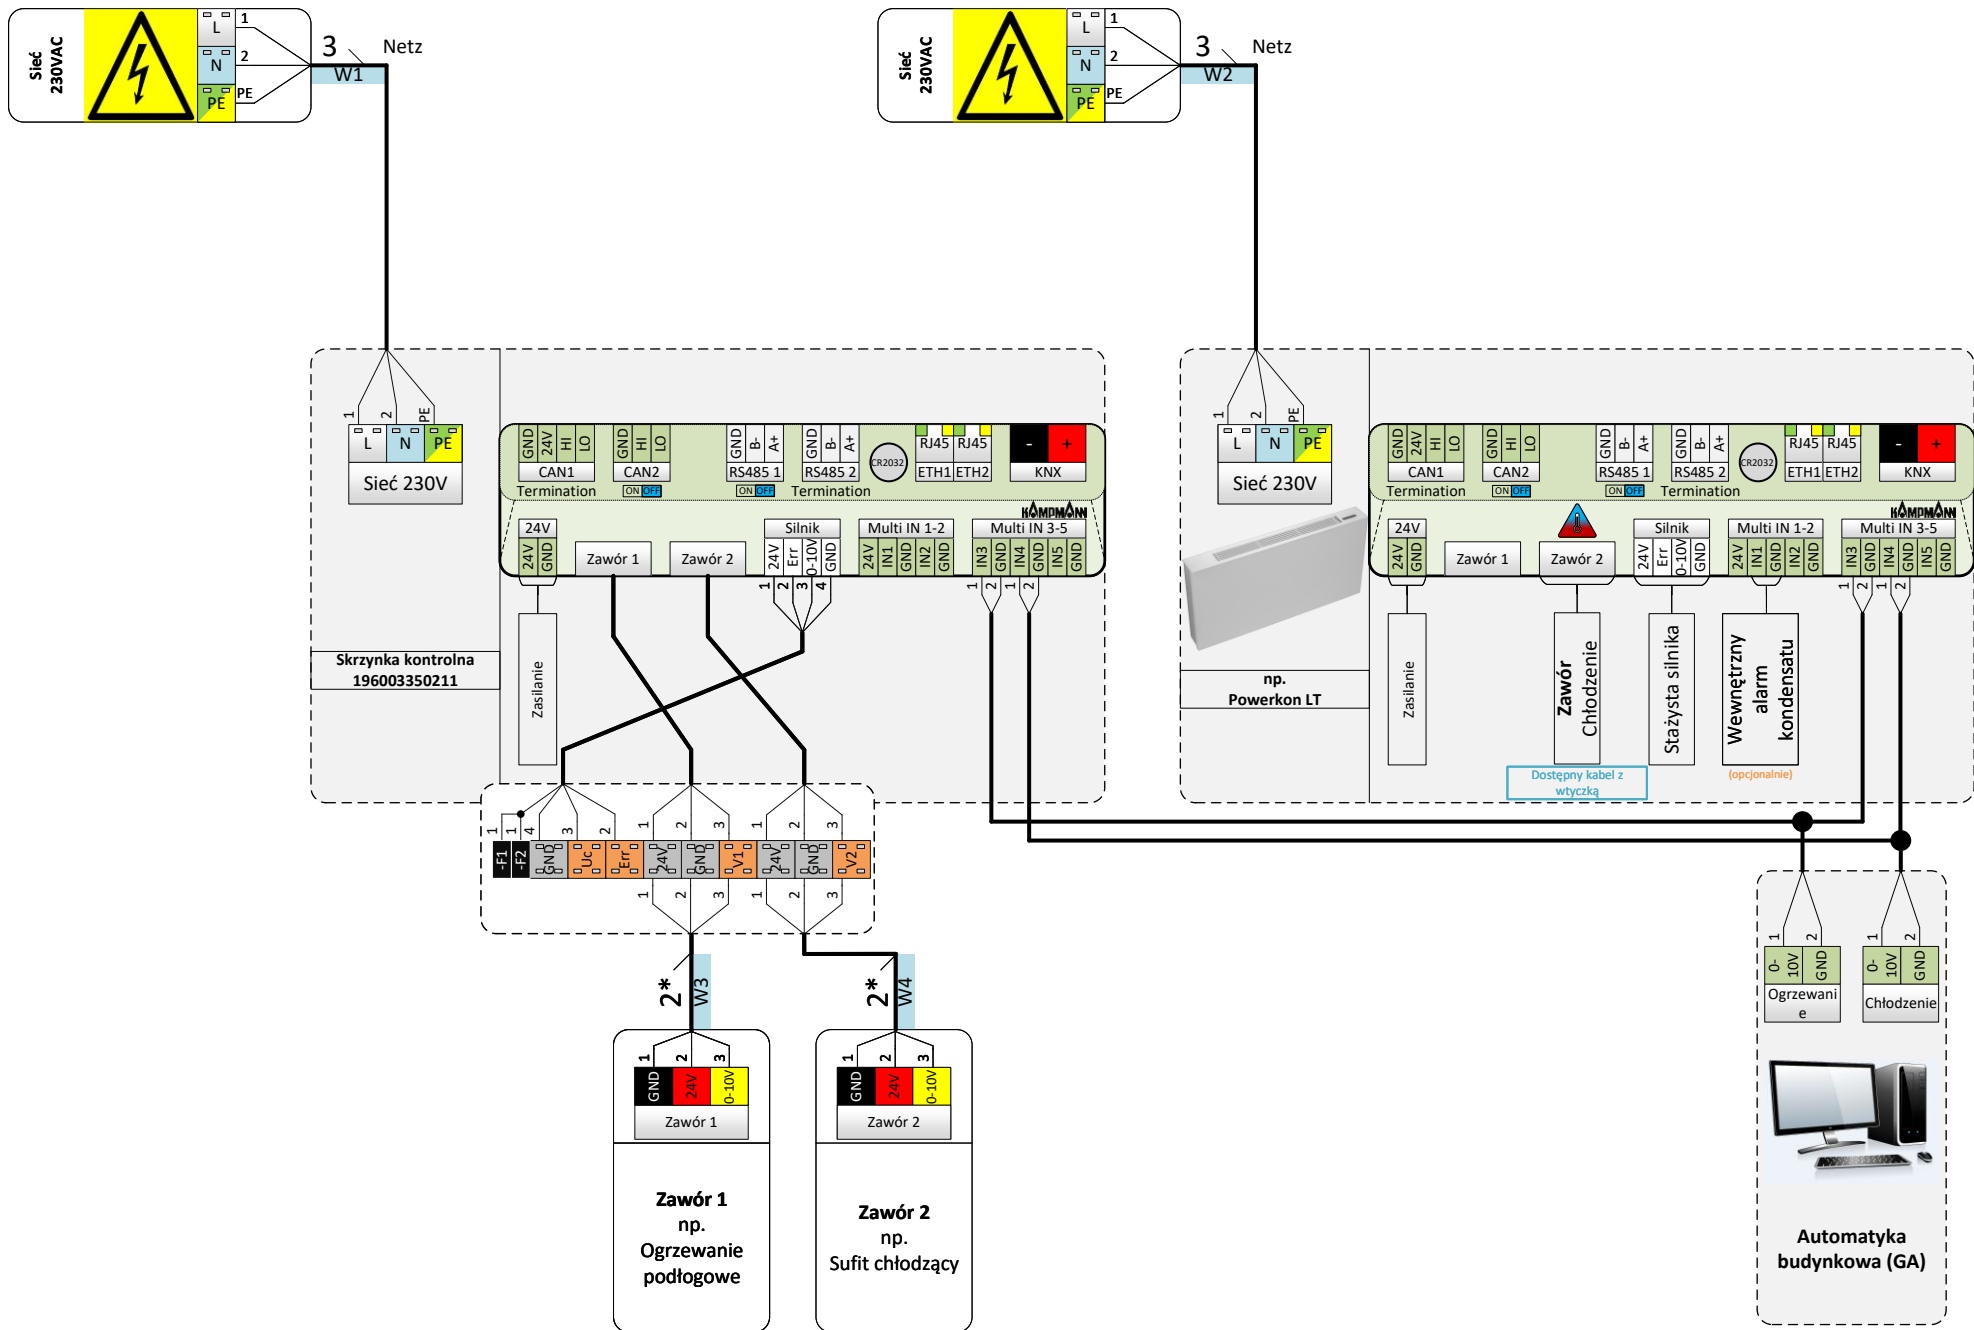 Sieć
230VAC
L
N
PE
1
2
PE
3
Netz
W1
Sieć
230VAC
L
N
PE
1
2
PE
3
Netz
W2
1
2
PE
L
N
PE
Sieć 230V
GND
24V
HI
LO
CAN1
GND
HI
LO
CAN2
GND
B-
A+
RS485 1
GND
B-
A+
RS485 2
CR2032
RJ45
RJ45
ETH1
ETH2
-
+
KNX
Termination
ON OFF
ON OFF
Termination
KAMPMANN
24V
24V
GND
Zawór 1
Zawór 2
Silnik
24V
Err
0-10V
GND
Multi IN 1-2
24V
IN1
GND
IN2
GND
Multi IN 3-5
IN3
GND
IN4
GND
IN5
GND
1
2
3
4
1
2
1
2
Zasilanie
Skrzynka kontrolna
196003350211
1
2
PE
L
N
PE
Sieć 230V
GND
24V
HI
LO
CAN1
GND
HI
LO
CAN2
GND
B-
A+
RS485 1
GND
B-
A+
RS485 2
CR2032
RJ45
RJ45
ETH1
ETH2
-
+
KNX
Termination
ON OFF
ON OFF
Termination
KAMPMANN
24V
24V
GND
Zawór 1
Zawór 2
Silnik
24V
Err
0-10V
GND
Multi IN 1-2
24V
IN1
GND
IN2
GND
Multi IN 3-5
IN3
GND
IN4
GND
IN5
GND
1
2
1
2
np.
Powerkon LT
Zasilanie
Zawór
Chłodzenie
Stażysta silnika
Wewnętrzny
alarm
kondensatu
Dostępny kabel z
wtyczką
(opcjonalnie)
1
1
4
3
2
1
2
3
1
2
3
-F1
-F2
GND
Uc
Err
24V
GND
V1
24V
GND
V2
1
2
3
1
2
3
2*
W3
2*
W4
1
2
3
GND
24V
0-10V
Zawór 1
Zawór 1
np.
Ogrzewanie
podłogowe
1
2
3
GND
24V
0-10V
Zawór 2
Zawór 2
np.
Sufit chłodzący
1
2
0-
10V
GND
Ogrzewani
e
1
2
0-
10V
GND
Chłodzenie
Automatyka
budynkowa (GA)